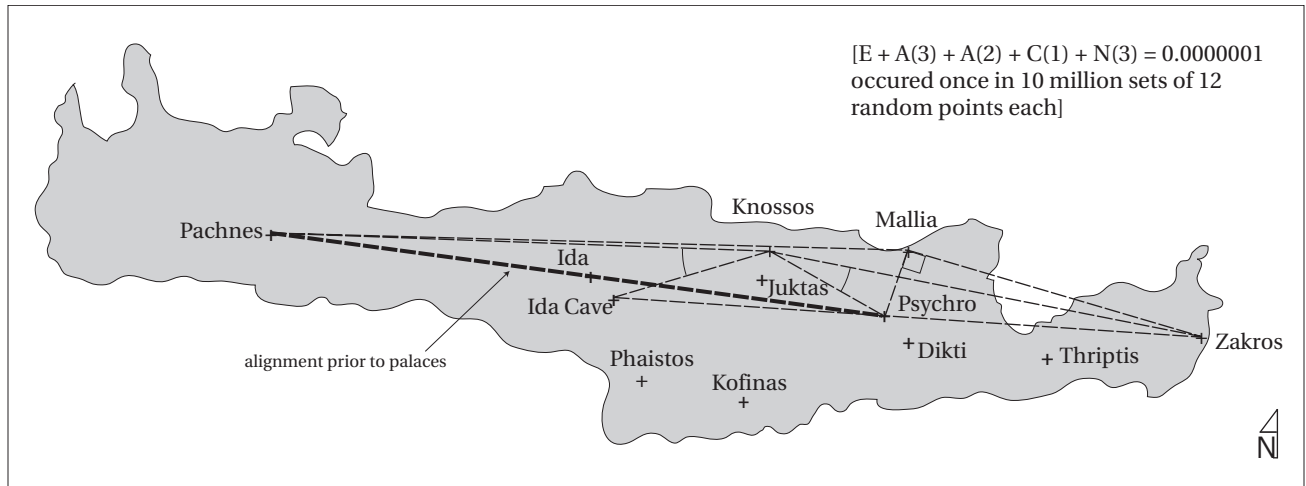 [E + A(3) + A(2) + C(1) + N(3) = 0.0000001
occured once in 10 million sets of 12
random points each]
Knossos
Mallia
Pachnes
Ida
Juktas
Ida Cave
Psychro
Zakros
Dikti
Thriptis
alignment prior to palaces
Phaistos
Kofinas
N